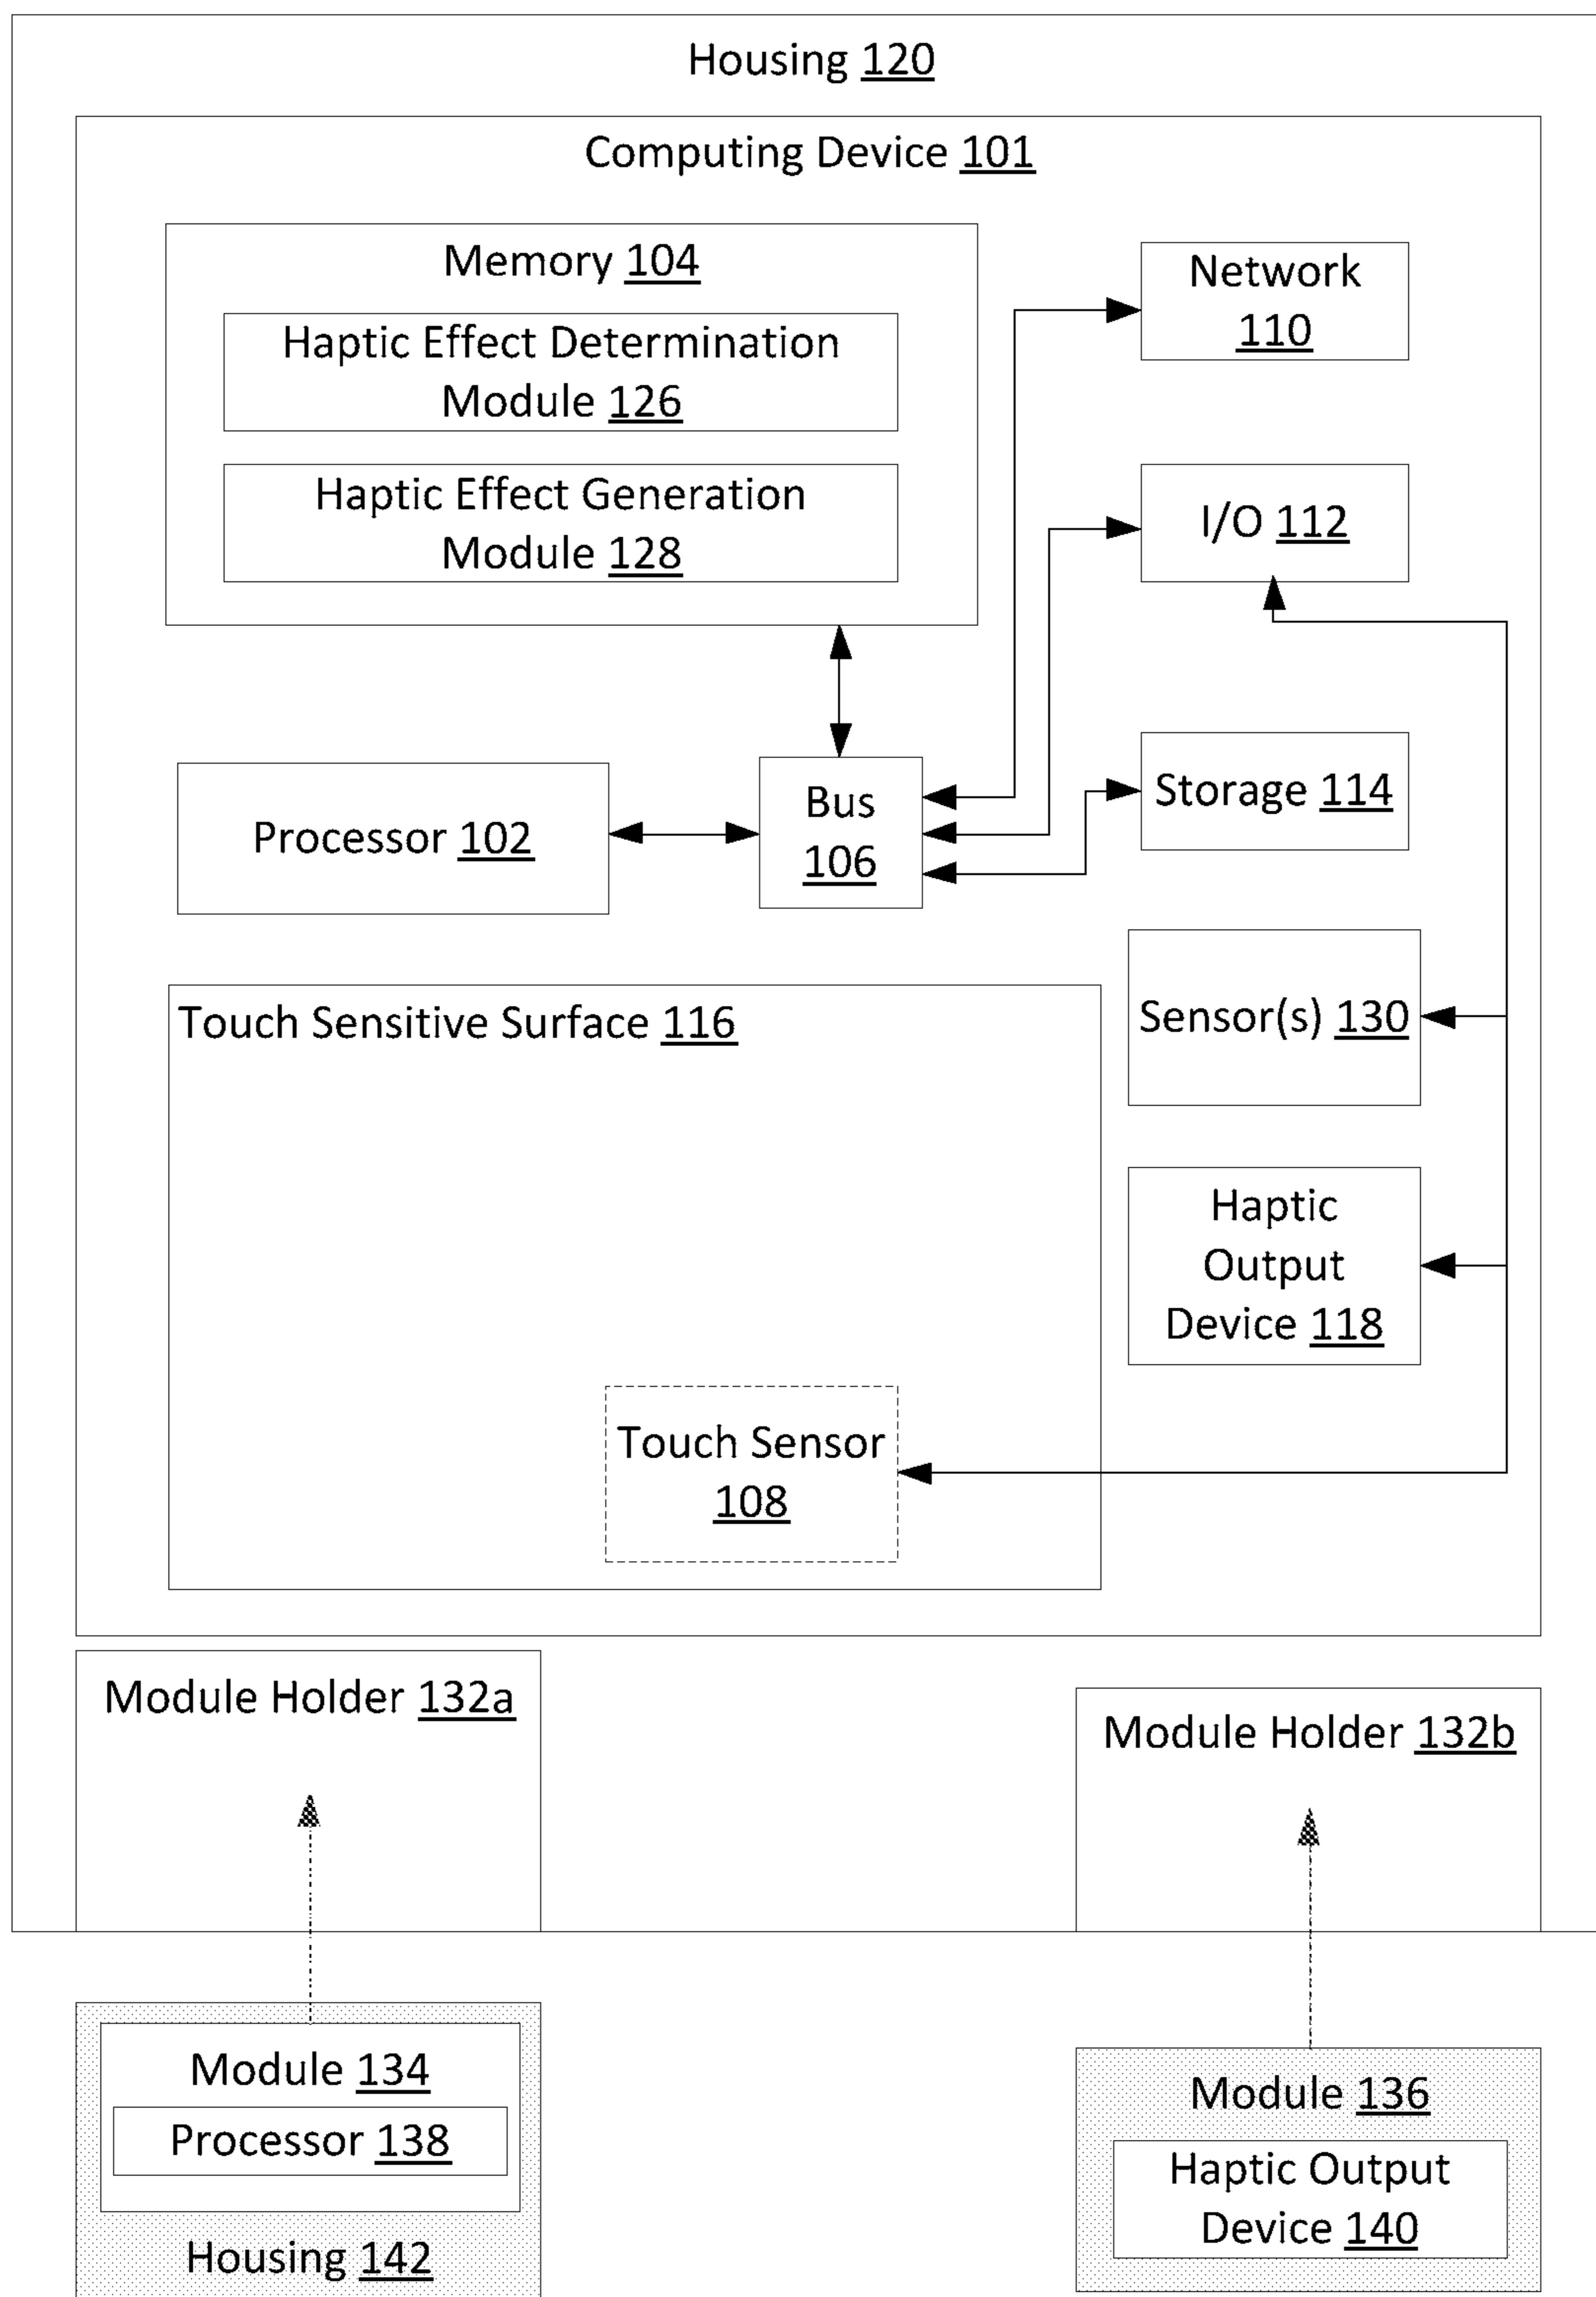 Housing 120
Computing Device 101
Memory 104
Haptic Effect Determination
Module 126
Haptic Effect Generation
Module 128
Network
110
I/O 112
Processor 102
Bus
106
Storage 114
Touch Sensitive Surface 116
Sensor(s) 130
Haptic
Output
Device 118
Touch Sensor
108
Module Holder 132a
Module Holder 132b
Module 134
Processor 138
Housing 142
Module 136
Haptic Output
Device 140